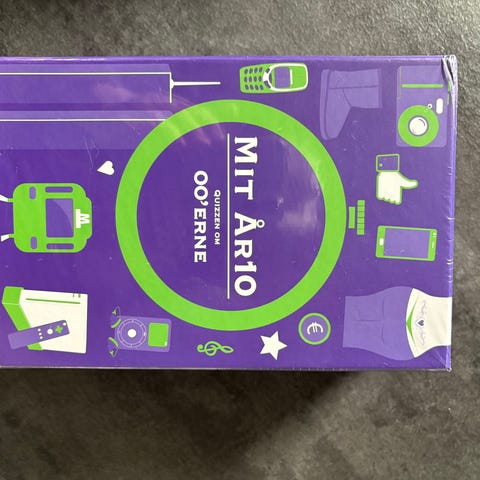 MIT ÅR10
QUIZZEN OM
00'ERNE
M
€